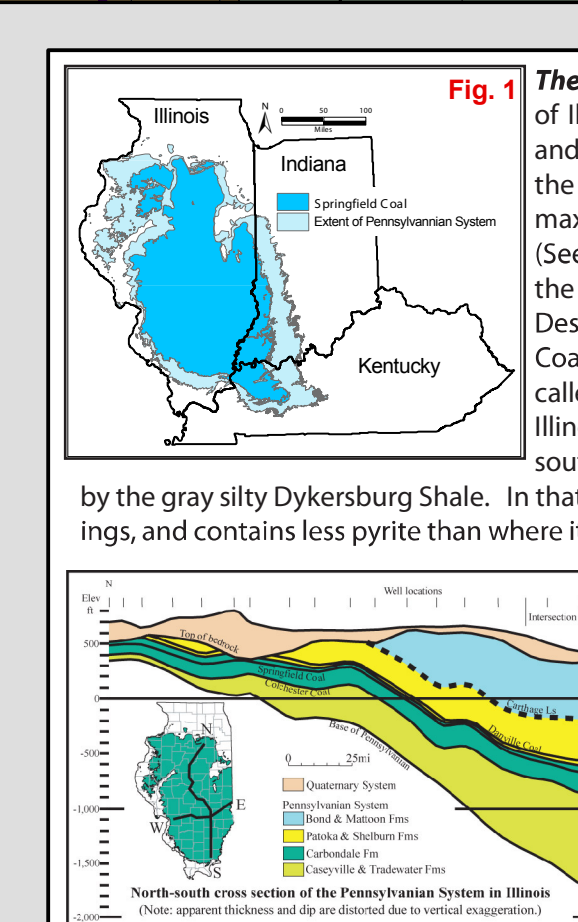 Fig. 1
Illinois
N
0 50 100
Miles
Indiana
Springfield Coal
Extent of Pennsylvannian System
Kentucky
The
of Il
and
the
max
(See
the
Des
Coa
calle
Illin
sout
by the gray silty Dykersburg Shale. In that
ings, and contains less pyrite than where it
N
Well locations
Elev
ft
Intersection
Top of bedrock
500
Springfield Coal
Colchester Coal
0
Carthage Ls
Base of Pennsylvanian
Danville Coal
N
-500
0 25mi
Quaternary System
Pennsylvanian System
E
-1,000
Bond & Mattoon Fms
W
Patoka & Shelburn Fms
Carbondale Fm
-1,500
Caseyville & Tradewater Fms
S
North-south cross section of the Pennsylvanian System in Illinois
(Note: apparent thickness and dip are distorted due to vertical exaggeration.)
-2,000